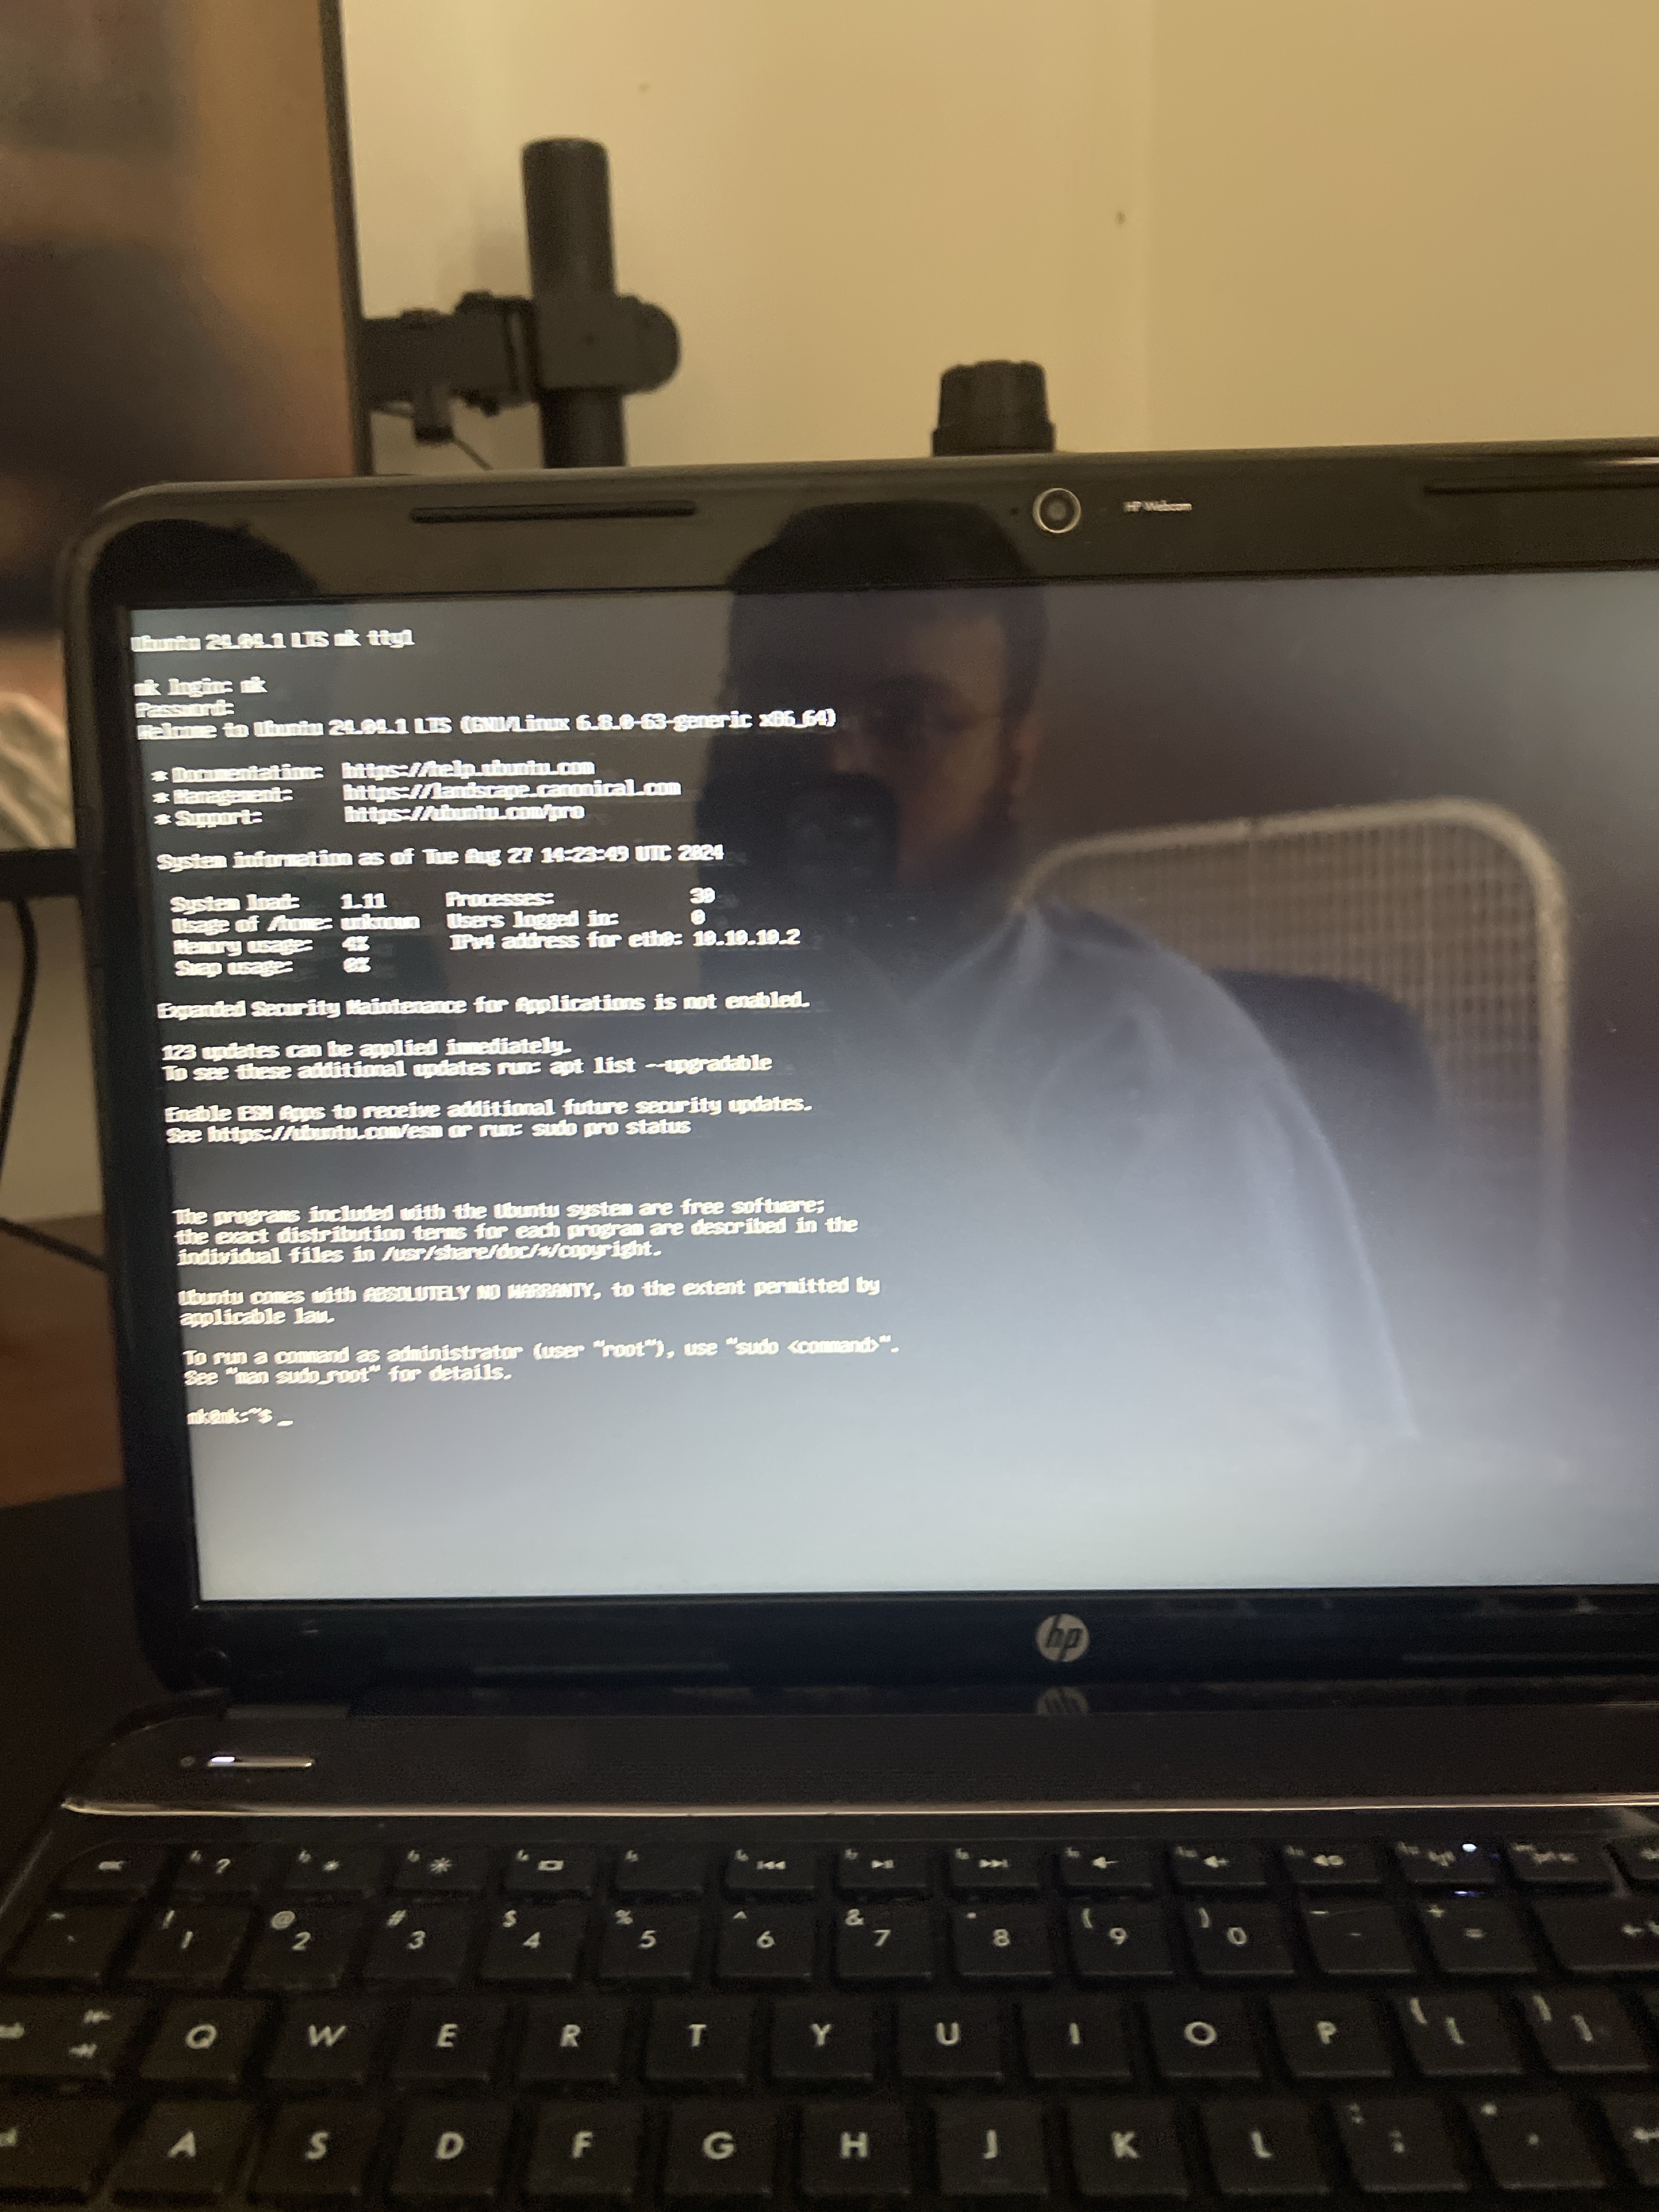 HP Webcam
Ubuntu 24.04.1 LTS mk tty1
mk login: mk
Password:
Welcome to Ubuntu 24.04.1 LTS (GNU/Linux 6.8.0-63-generic x86_64)
* Documentation: https://help.ubuntu.com
* Management: https://landscape.canonical.com
* Support: https://ubuntu.com/pro
System information as of Tue Aug 27 14:23:49 UTC 2024
System load: 1.11 Processes: 30
Usage of /home: unknown Users logged in: 0
Memory usage: 4% IPv4 address for eth0: 10.10.10.2
Swap usage: 0%
Expanded Security Maintenance for Applications is not enabled.
123 updates can be applied immediately.
To see these additional updates run: apt list --upgradable
Enable ESM Apps to receive additional future security updates.
See https://ubuntu.com/esm or run: sudo pro status
The programs included with the Ubuntu system are free software;
the exact distribution terms for each program are described in the
individual files in /usr/share/doc/*/copyright.
Ubuntu comes with ABSOLUTELY NO WARRANTY, to the extent permitted by
applicable law.
To run a command as administrator (user "root"), use "sudo <command>".
See "man sudo_root" for details.
mk@mk:~$ _
hp
esc ?
! @ # $ % ^ & * ( ) _ +
1 2 3 4 5 6 7 8 9 0 - =
Q W E R T Y U I O P { [ } ]
A S D F G H J K L : ;